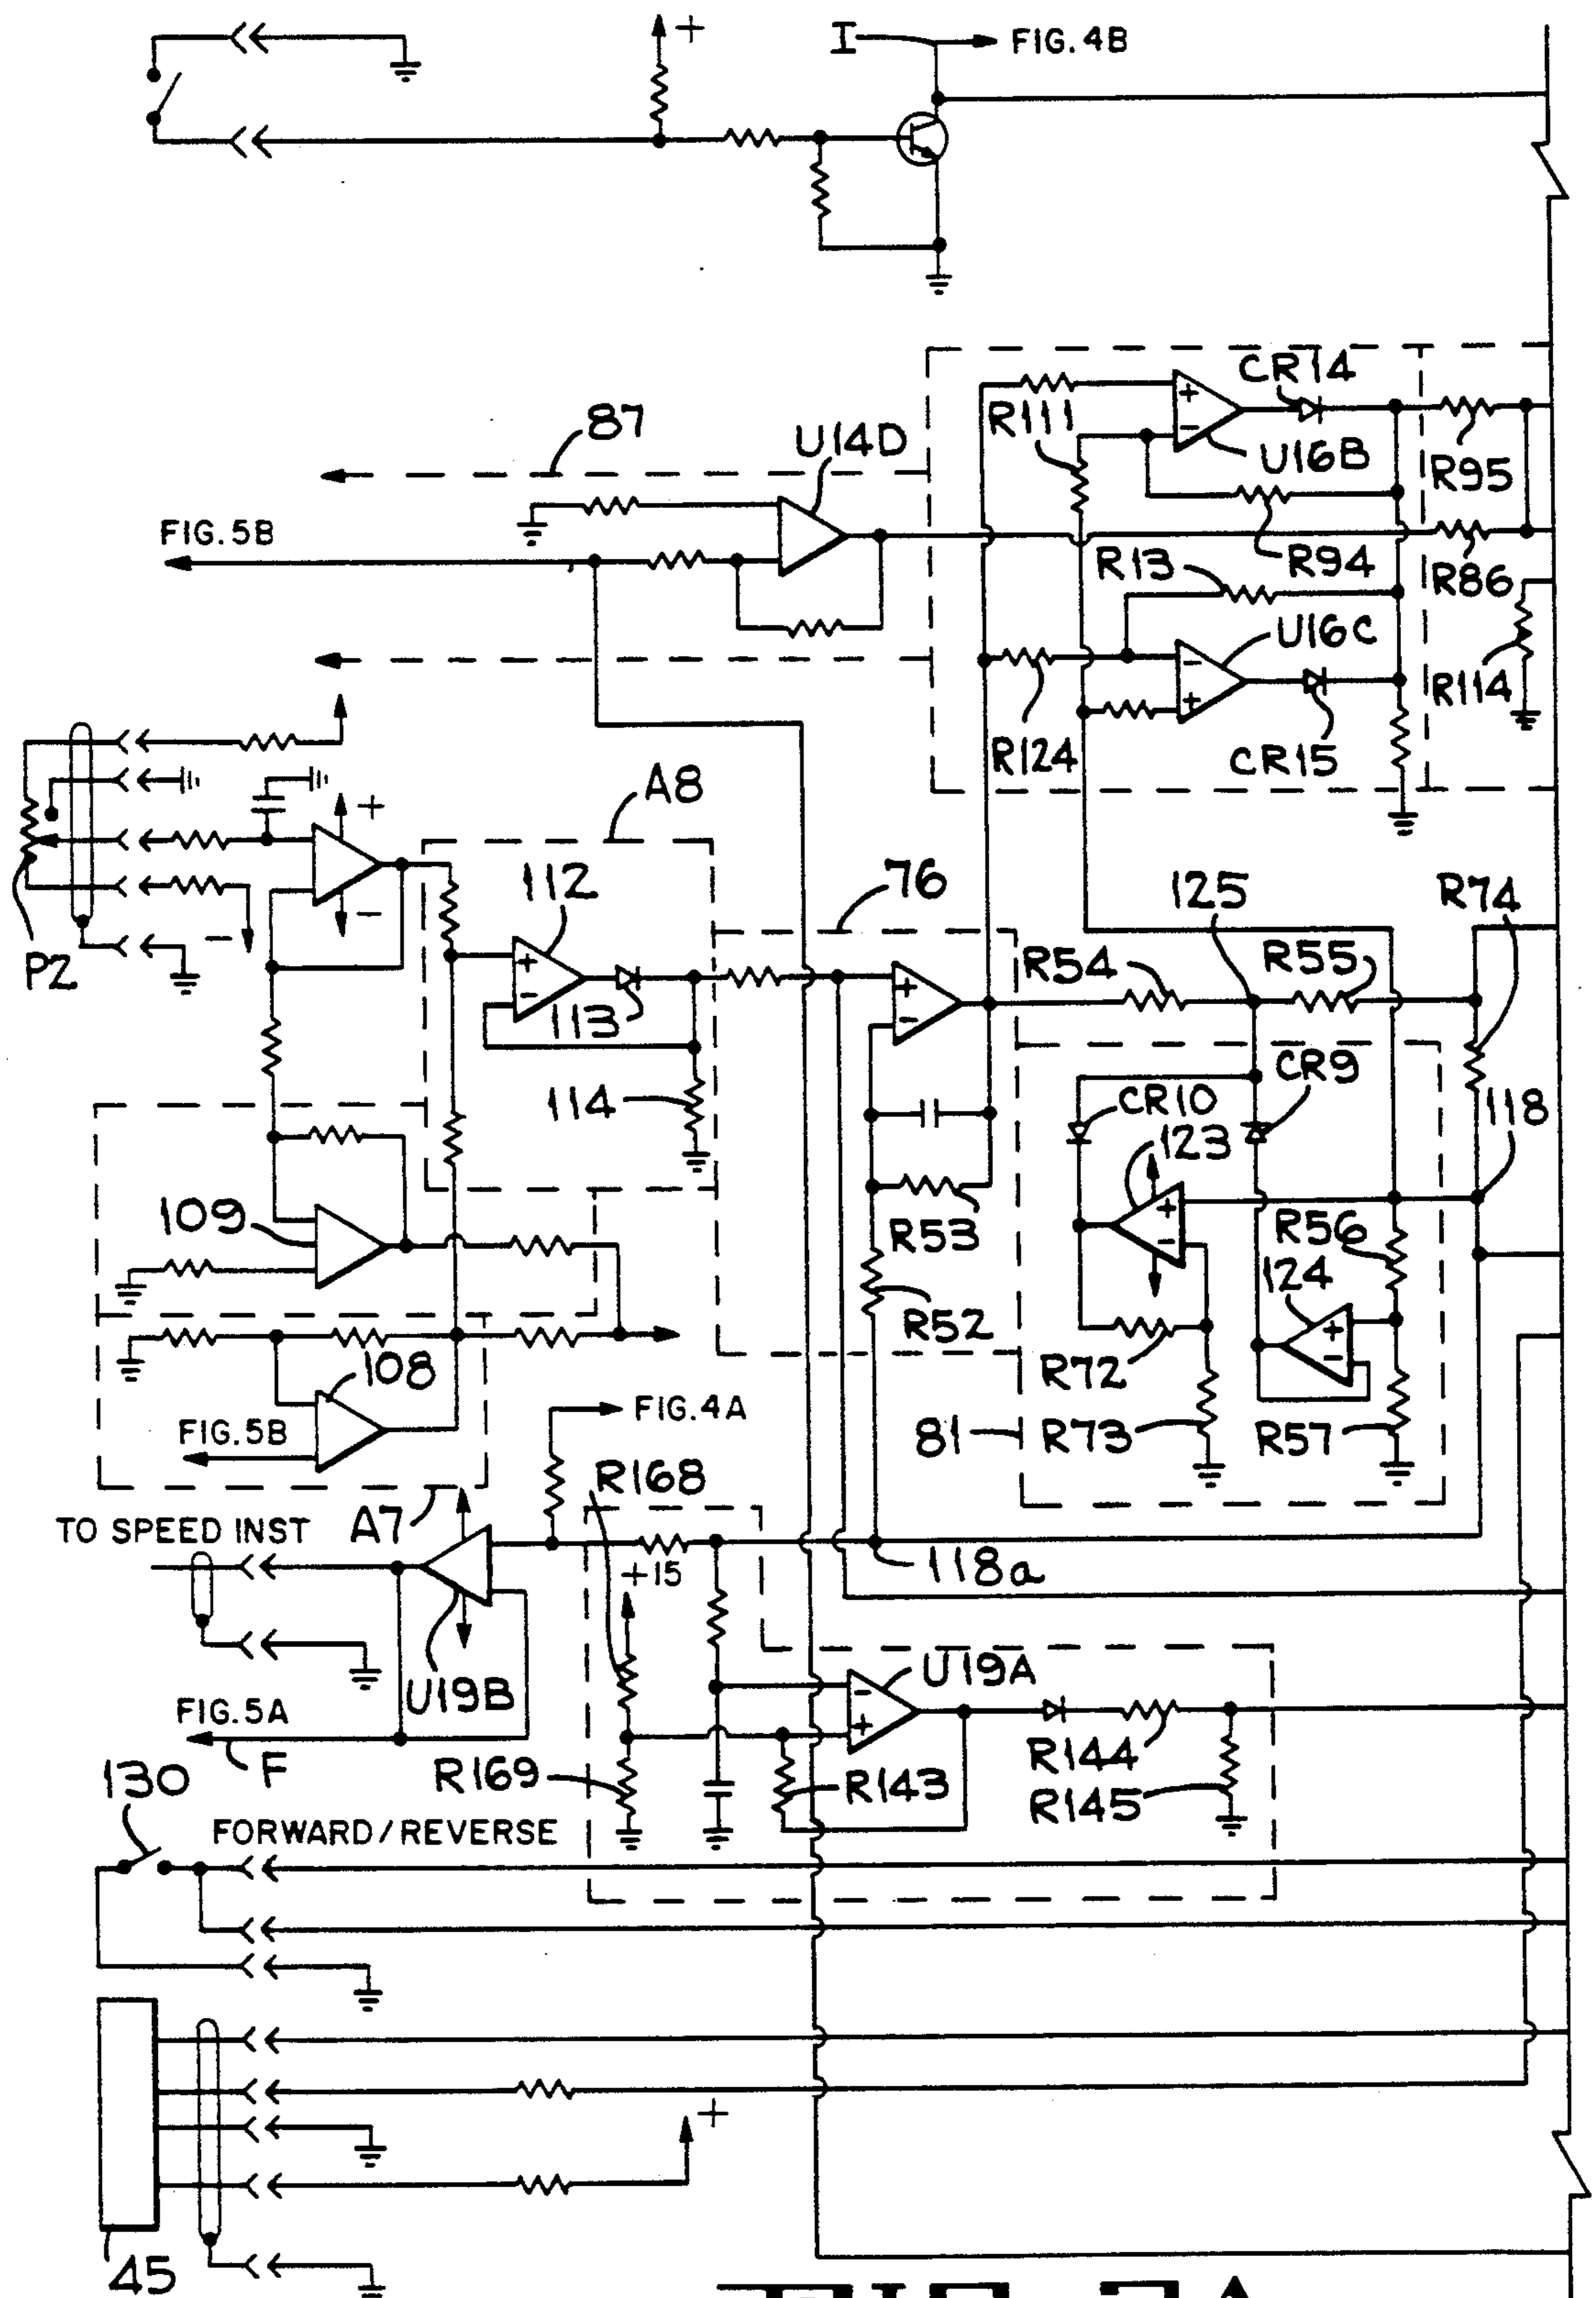 +
I
FIG. 4B
CR14
+
-
R111
U16B
87
U14D
R95
FIG.5B
R94
R13
R86
U16C
-
+
R114
R124
CR15
A8
+
-
-
P2
112
+
-
113
76
125
R74
R54
R55
+
-
114
CR9
CR10
118
123
+
-
109
R53
R56
124
+
-
R52
R72
108
FIG.5B
FIG.4A
81
R73
R57
R168
TO SPEED INST
A7
+15
118a
U19B
U19A
-
+
FIG.5A
F
R169
R143
R144
R145
130
FORWARD/REVERSE
+
45